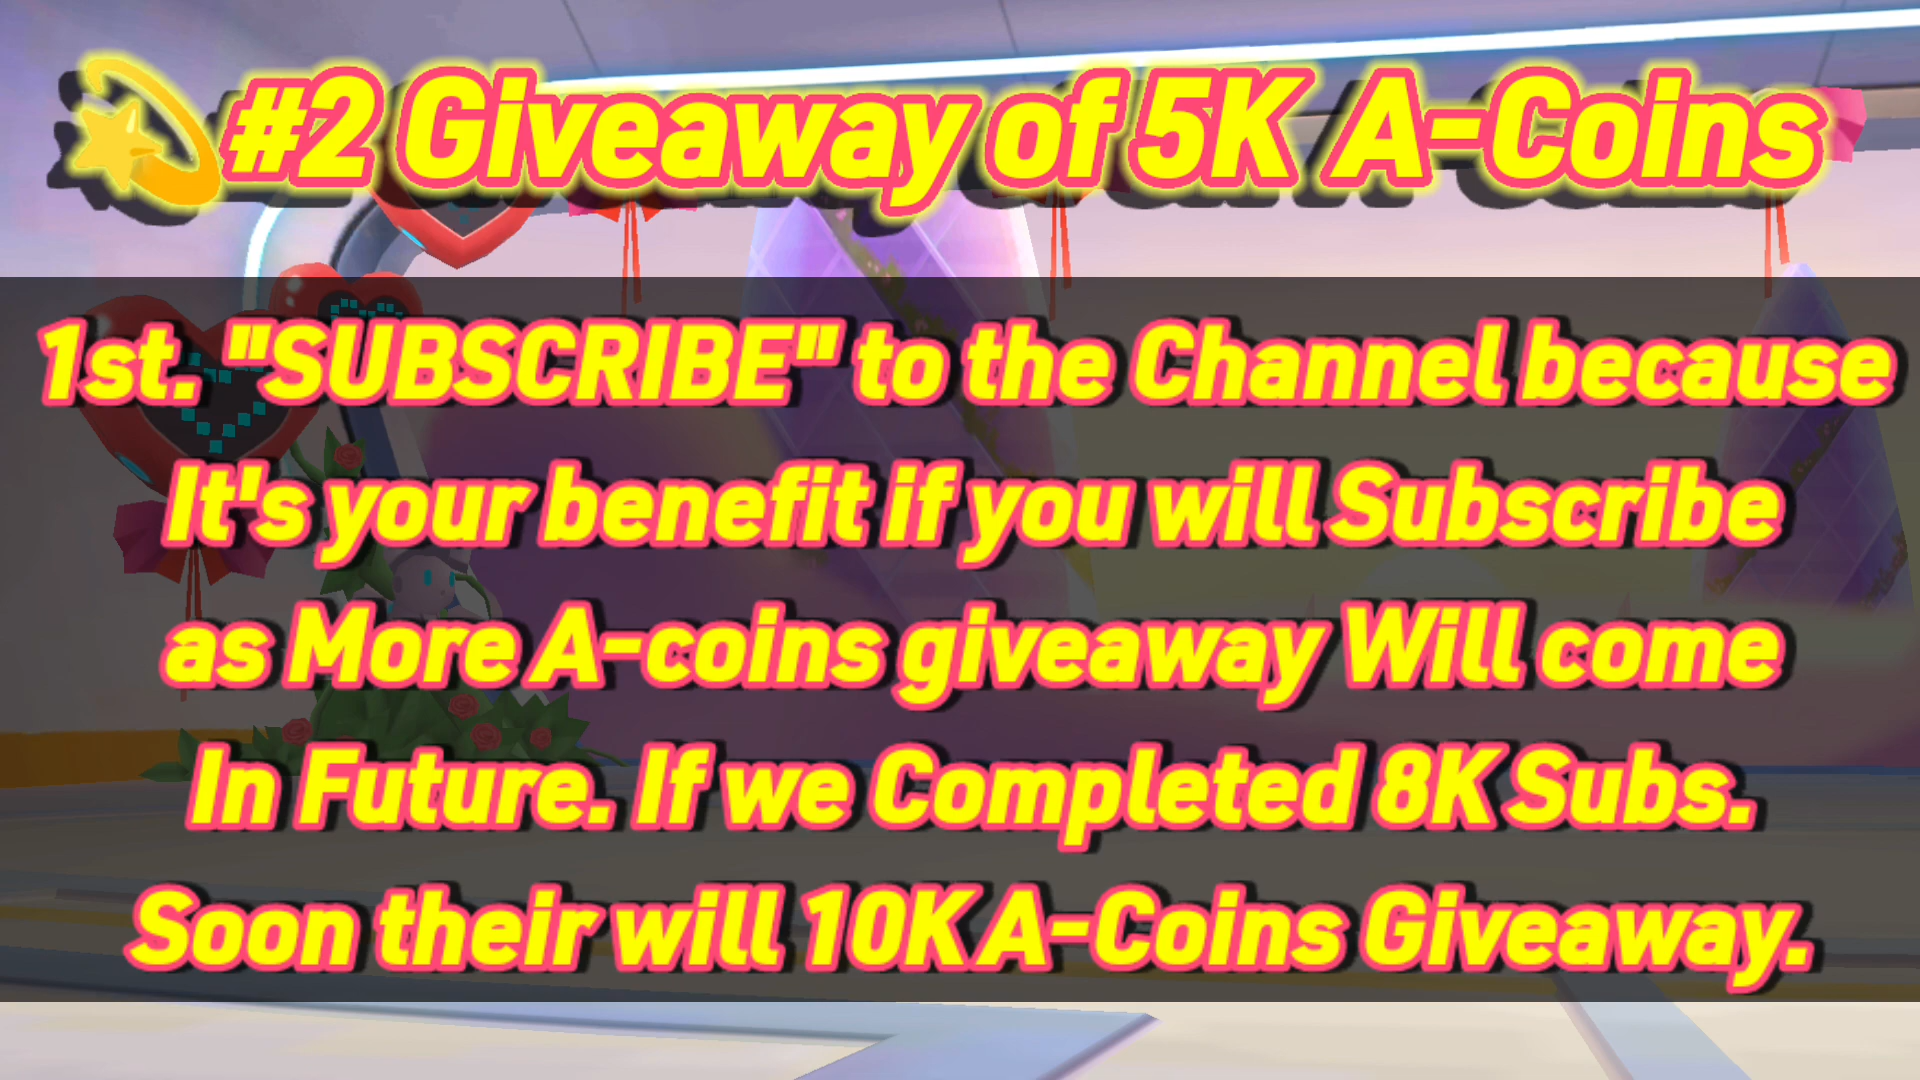 #2 Giveaway of 5K A-Coins
1st. "SUBSCRIBE" to the Channel because
It's your benefit if you will Subscribe
as More A-coins giveaway Will come
In Future. If we Completed 8K Subs.
Soon their will 10K A-Coins Giveaway.